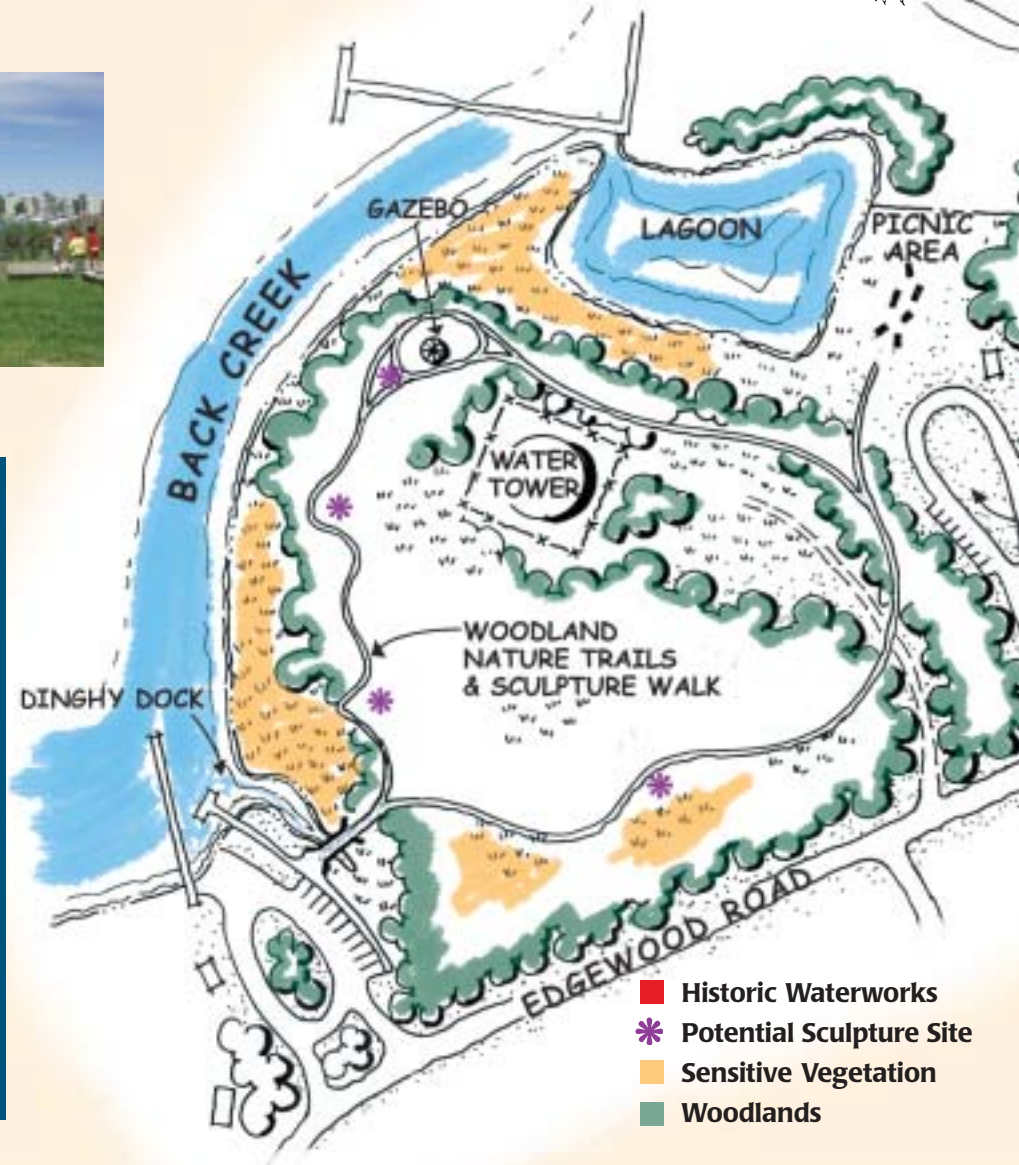 GAZEBO
LAGOON
PICNIC
AREA
BACK CREEK
WATER
TOWER
WOODLAND
NATURE TRAILS
& SCULPTURE WALK
DINGHY DOCK
EDGEWOOD ROAD
Historic Waterworks
Potential Sculpture Site
Sensitive Vegetation
Woodlands